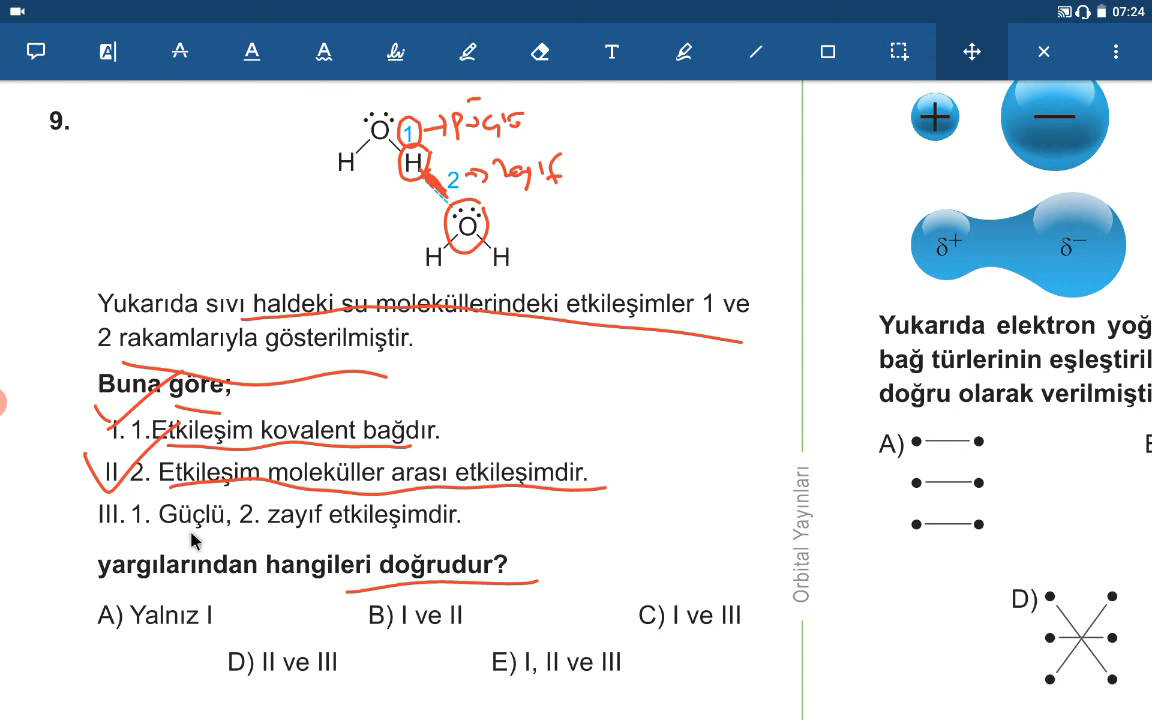 07:24
A
A
A
A
T
9.
O
1
H
H
2
zayıf
O
H
H
Yukarıda sıvı haldeki su moleküllerindeki etkileşimler 1 ve
2 rakamlarıyla gösterilmiştir.
Buna göre;
I. 1.Etkileşim kovalent bağdır.
II 2. Etkileşim moleküller arası etkileşimdir.
III. 1. Güçlü, 2. zayıf etkileşimdir.
yargılarından hangileri doğrudur?
A) Yalnız I
B) I ve II
C) I ve III
D) II ve III
E) I, II ve III
Orbital Yayınları
+
−
δ+
δ−
Yukarıda elektron yoğ
bağ türlerinin eşleştiril
doğru olarak verilmişti
A)
E
D)